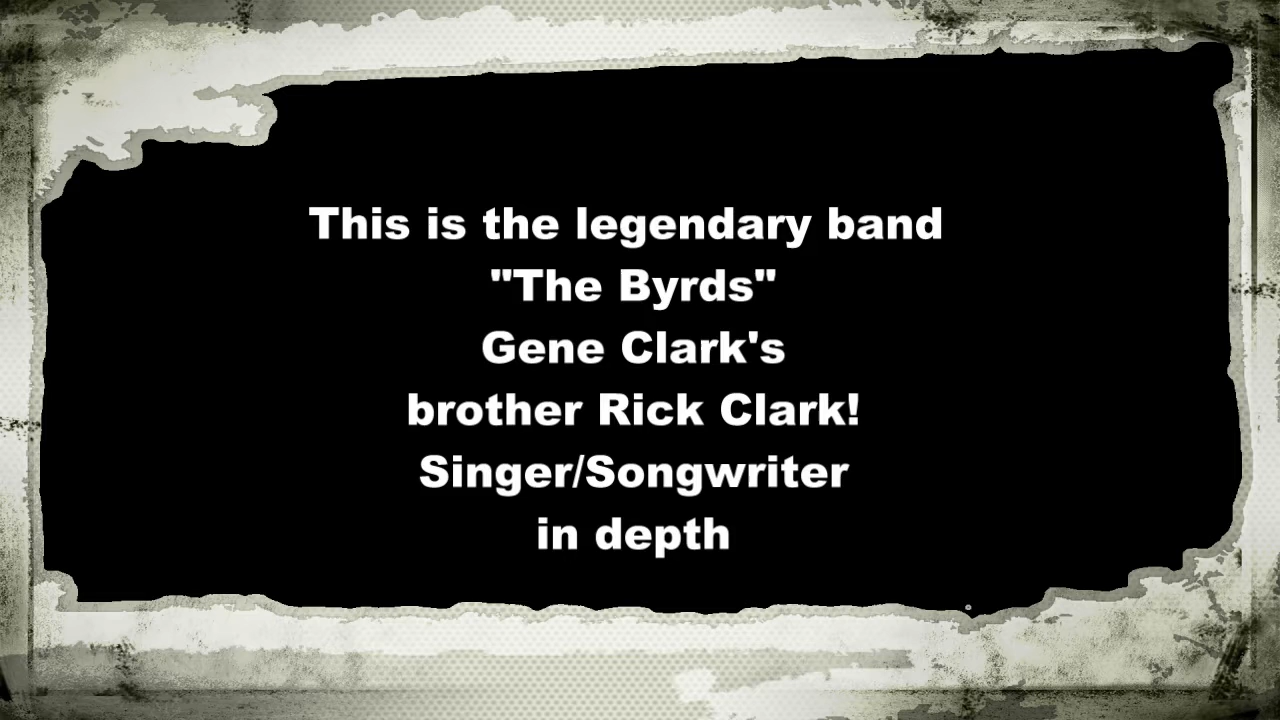 This is the legendary band
"The Byrds"
Gene Clark's
brother Rick Clark!
Singer/Songwriter
in depth